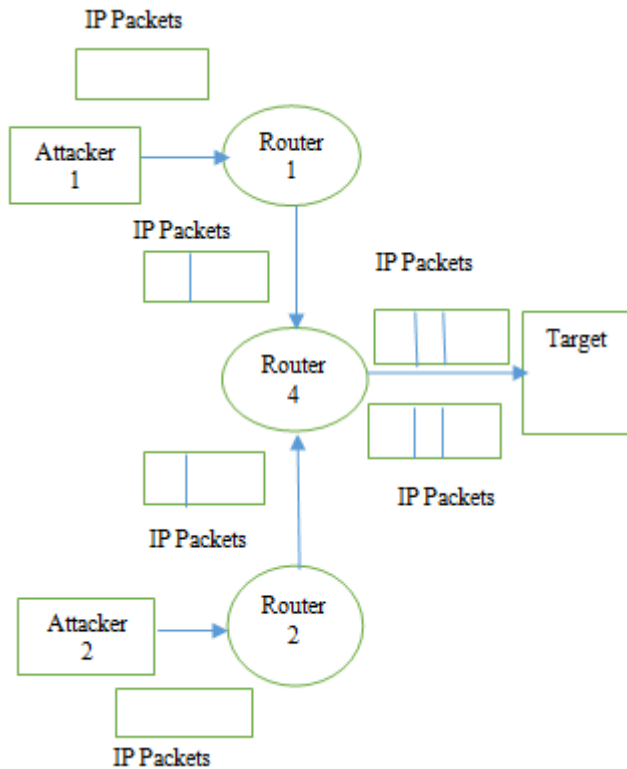 IP Packets
Attacker
1
Router
1
IP Packets
IP Packets
Router
4
Target
IP Packets
IP Packets
Attacker
2
Router
2
IP Packets